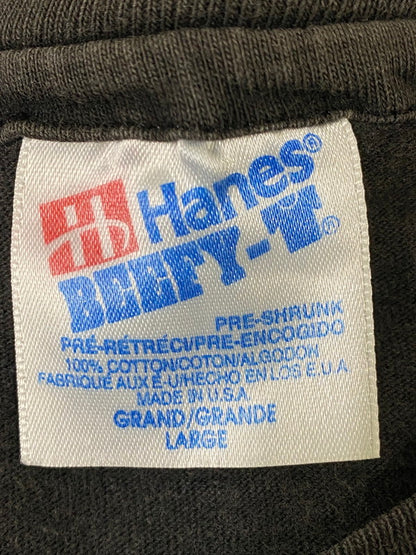 H Hanes®
BEEFY-T®
PRE-SHRUNK
PRÉ-RÉTRÉCI/PRE-ENCOGIDO
100% COTTON/COTON/ALGODON
FABRIQUÉ AUX É-U/HECHO EN LOS E.U.A.
MADE IN U.S.A
GRAND/GRANDE
LARGE